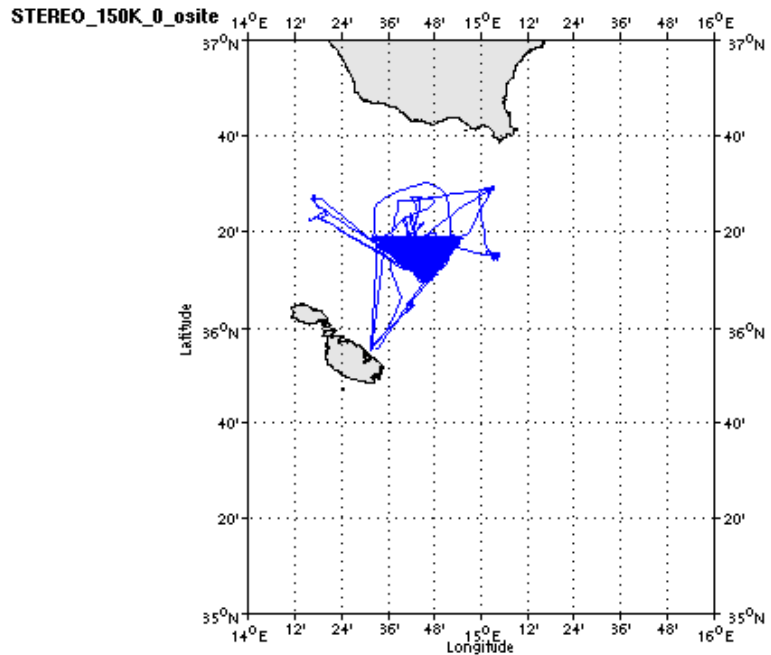 STEREO_150K_0_osite
14°E 12' 24' 36' 48' 15°E 12' 24' 36' 48' 16°E
37°N 37°N
40' 40'
20' 20'
Latitude
36°N 36°N
40' 40'
20' 20'
35°N 35°N
14°E 12' 24' 36' 48' 15°E 12' 24' 36' 48' 16°E
Longitude